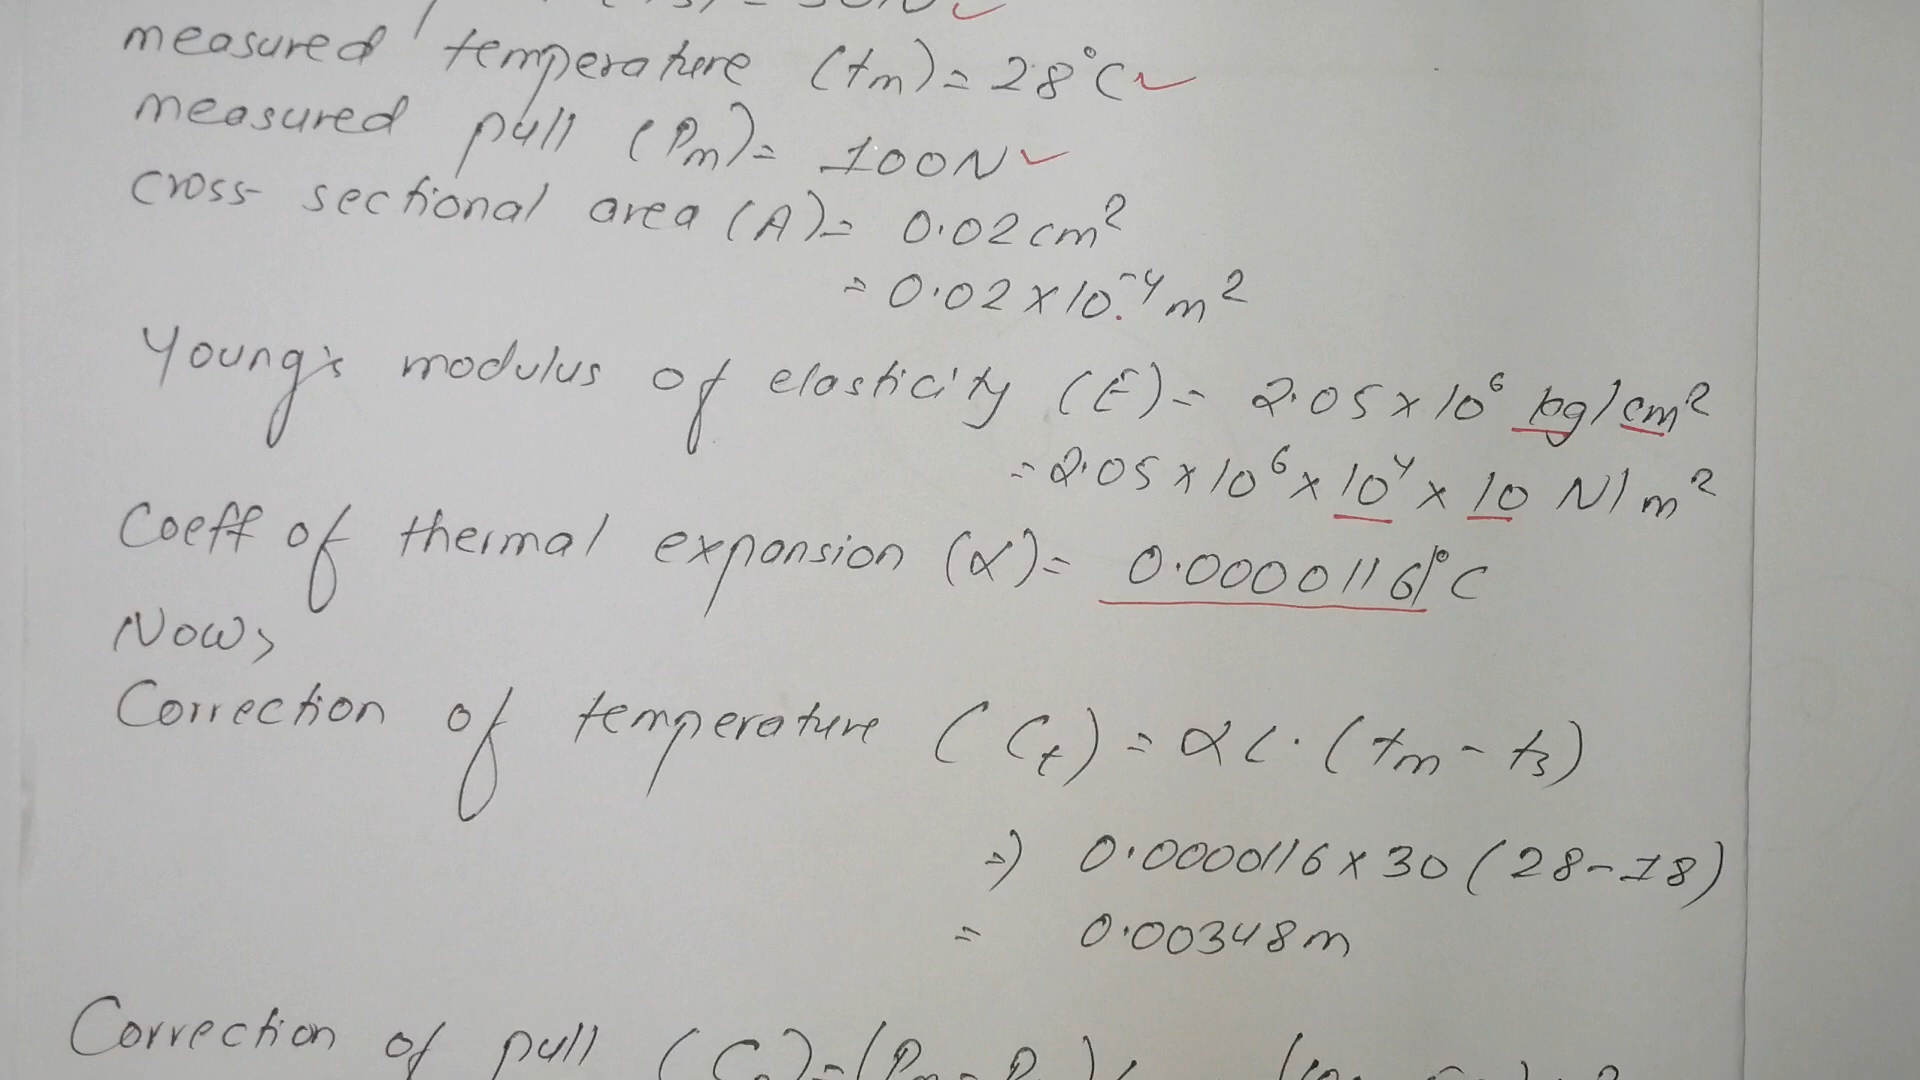 measured temperature (tm) = 28°C
measured pull (Pm) = 100N
cross sectional area (A) = 0.02 cm²
= 0.02 × 10⁻⁴ m²
Young's modulus of elasticity (E) = 2.05 × 10⁶ kg/cm²
= 2.05 × 10⁶ × 10⁴ × 10 N/m²
Coeff of thermal expansion (α) = 0.0000116/°C
Now,
Correction of temperature (Ct) = αL·(tm - ts)
⇒ 0.0000116 × 30 (28-18)
= 0.00348m
Correction of pull